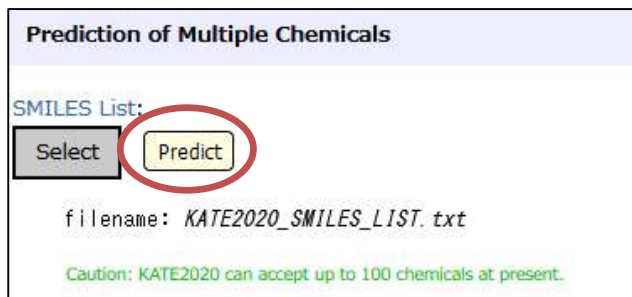 Prediction of Multiple Chemicals
SMILES List:
Select Predict
filename: KATE2020_SMILES_LIST.txt
Caution: KATE2020 can accept up to 100 chemicals at present.